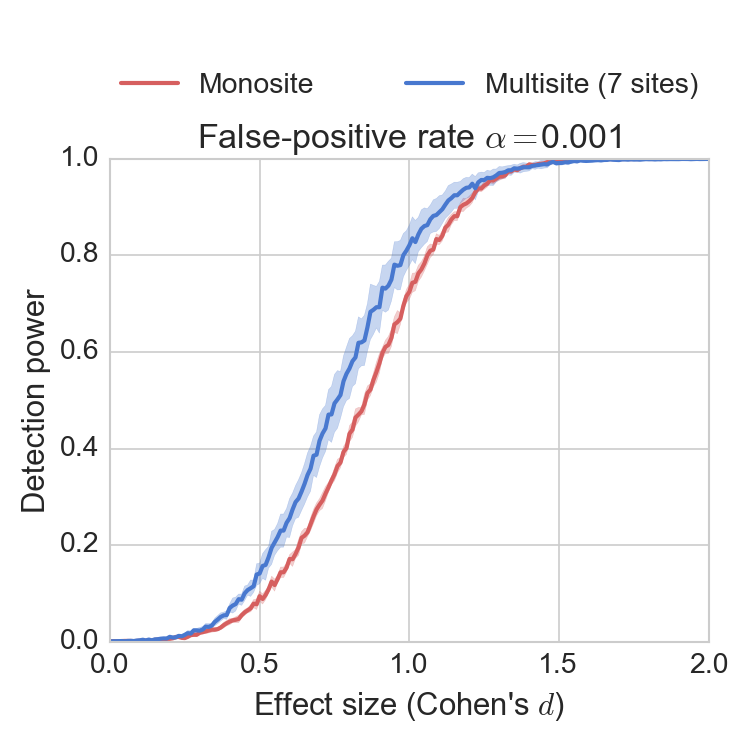 Monosite Multisite (7 sites)
False-positive rate α=0.001
1.0
0.8
0.6
0.4
0.2
0.0
Detection power
0.0 0.5 1.0 1.5 2.0
Effect size (Cohen's d)